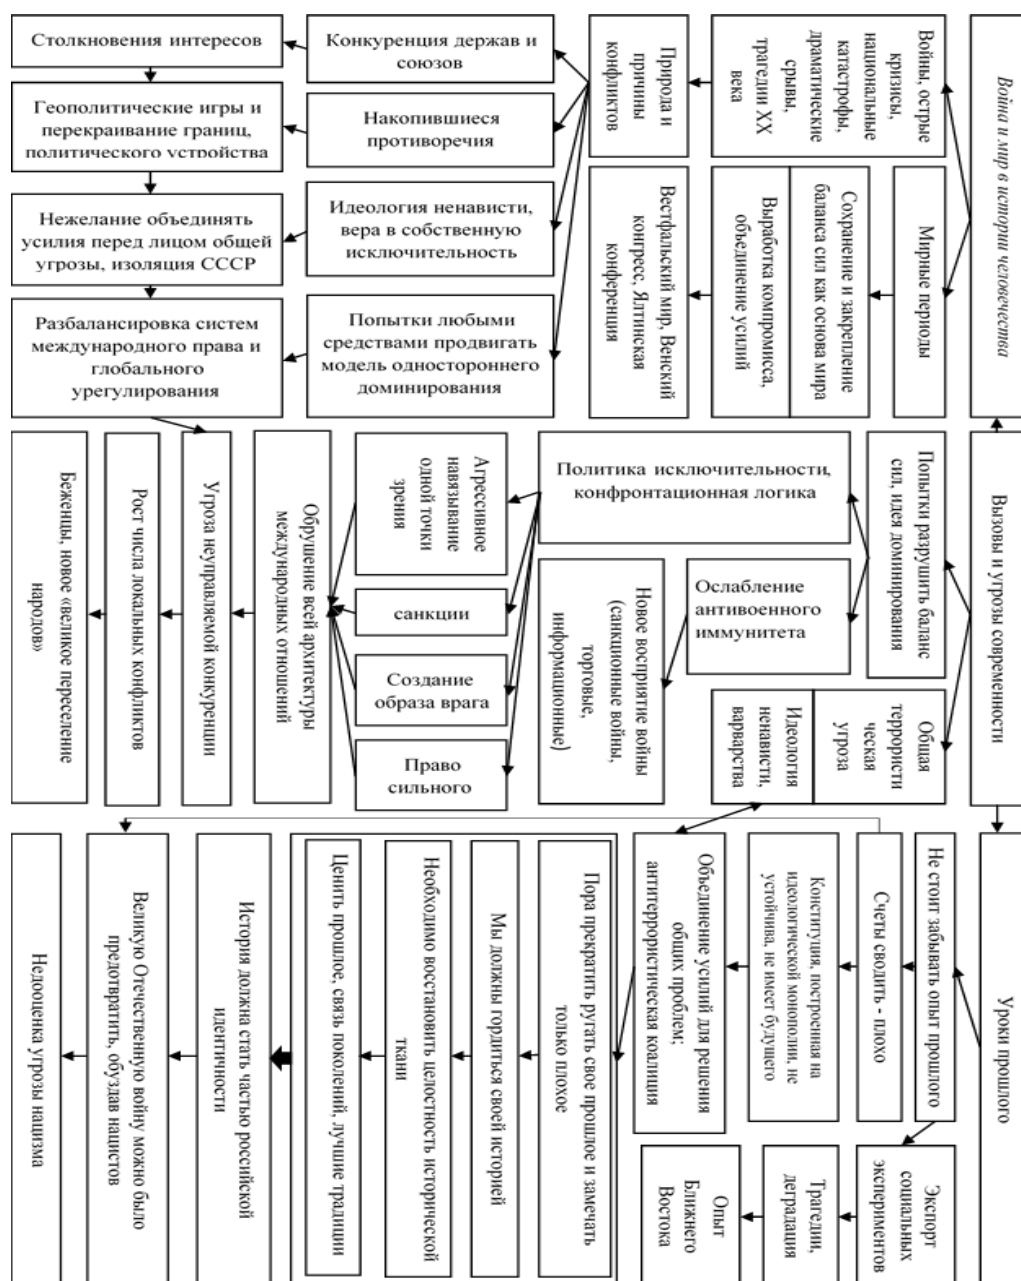 Война и мир в истории человечества
Войны, острые
кризисы,
национальные
катастрофы,
драматические
срывы,
трагедии XX
века
Природа и
причины
конфликтов
Конкуренция держав и
союзов
Столкновения интересов
Накопившиеся
противоречия
Геополитические игры и
перекраивание границ,
политического устройства
Идеология ненависти,
вера в собственную
исключительность
Нежелание объединять
усилия перед лицом общей
угрозы, изоляция СССР
Попытки любыми
средствами продвигать
модель одностороннего
доминирования
Разбалансировка систем
международного права и
глобального
урегулирования
Мирные периоды
Сохранение и закрепление
баланса сил как основа мира
Выработка компромисса,
объединение усилий
Вестфальский мир, Венский
конгресс, Ялтинская
конференция
Вызовы и угрозы современности
Попытки разрушить баланс
сил, идея доминирования
Политика исключительности,
конфронтационная логика
Агрессивное
навязывание
одной точки
зрения
санкции
Создание
образа врага
Право
сильного
Обрушение всей архитектуры
международных отношений
Угроза неуправляемой конкуренции
Рост числа локальных конфликтов
Беженцы, новое «великое переселение
народов»
Ослабление
антивоенного
иммунитета
Новое восприятие войны
(санкционные войны,
торговые,
информационные)
Общая
террористи
ческая
угроза
Идеология
ненависти,
варварства
Уроки прошлого
Не стоит забывать опыт прошлого
Счеты сводить - плохо
Конституция, построенная на
идеологической монополии, не
устойчива, не имеет будущего
Объединение усилий для решения
общих проблем;
антитеррористическая коалиция
Пора прекратить ругать свое прошлое и замечать
только плохое
Мы должны гордиться своей историей
Необходимо восстановить целостность исторической
ткани
Ценить прошлое, связь поколений, лучшие традиции
История должна стать частью российской
идентичности
Великую Отечественную войну можно было
предотвратить, обуздав нацистов
Недооценка угрозы нацизма
Экспорт
социальных
экспериментов
Трагедии,
деградация
Опыт
Ближнего
Востока